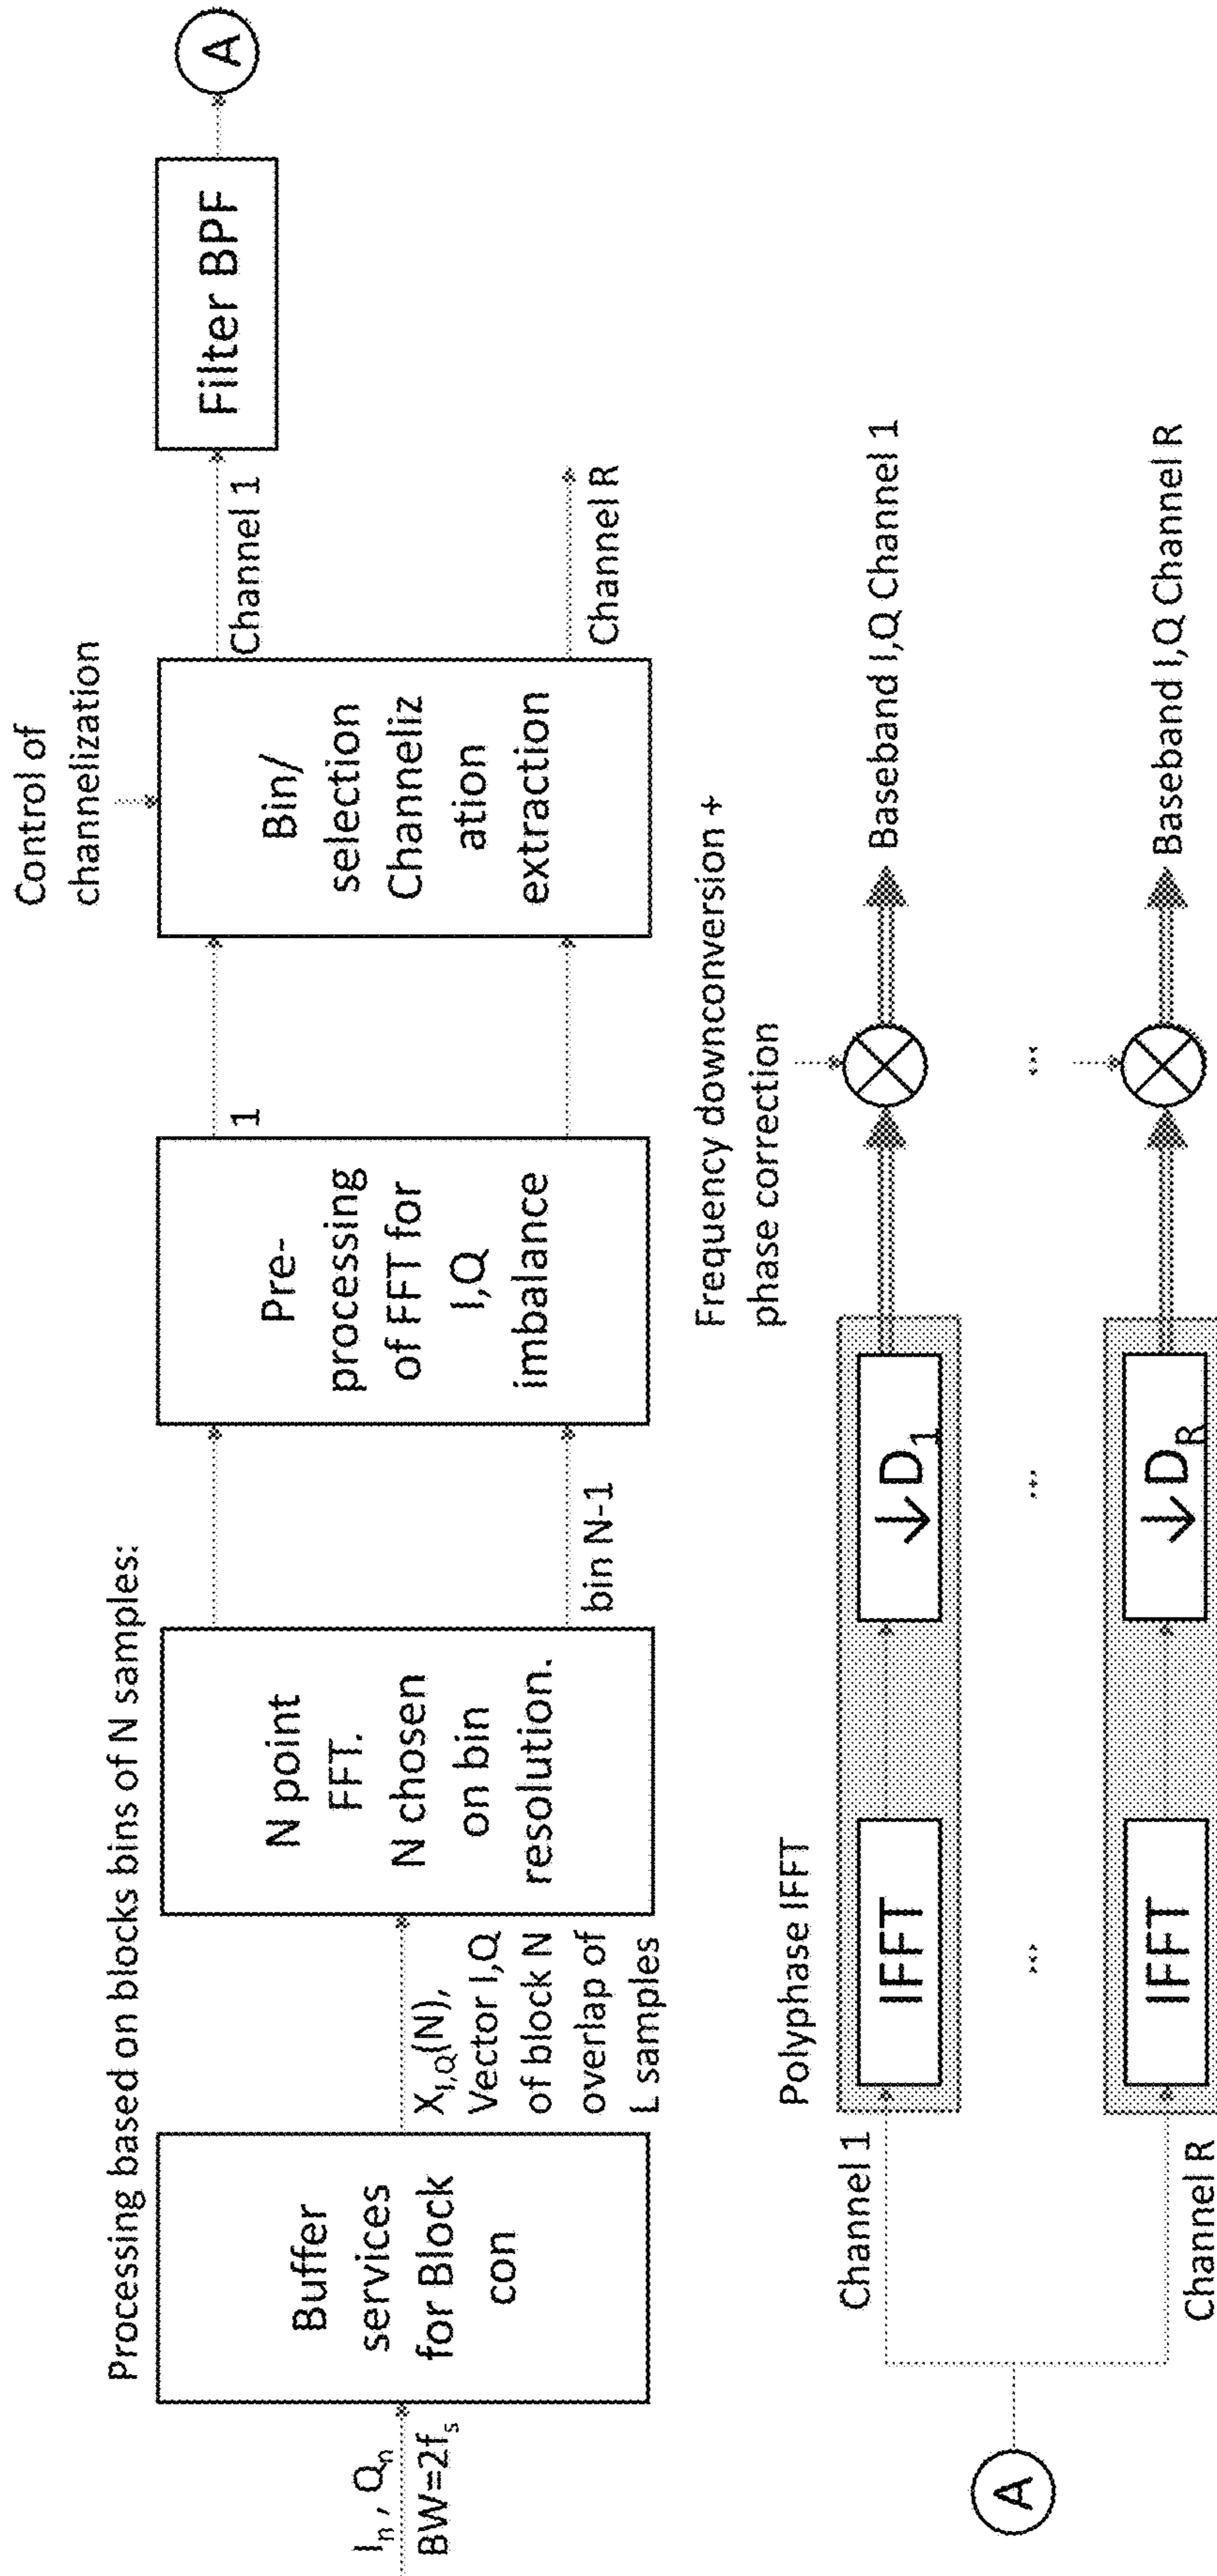 Processing based on blocks bins of N samples:
I_n , Q_n
BW=2f_s
Buffer
services
for Block
con
X_I,Q(N),
Vector I,Q
of block N
overlap of
L samples
N point
FFT.
N chosen
on bin
resolution.
bin N-1
Pre-
processing
of FFT for
I,Q
imbalance
1
Control of
channelization
Bin/
selection
Channeliz
ation
extraction
Channel 1
Channel R
Filter BPF
A
A
Channel 1
Channel R
Polyphase IFFT
IFFT
↓D_1
...
...
IFFT
↓D_R
Frequency downconversion +
phase correction
...
Baseband I,Q Channel 1
Baseband I,Q Channel R